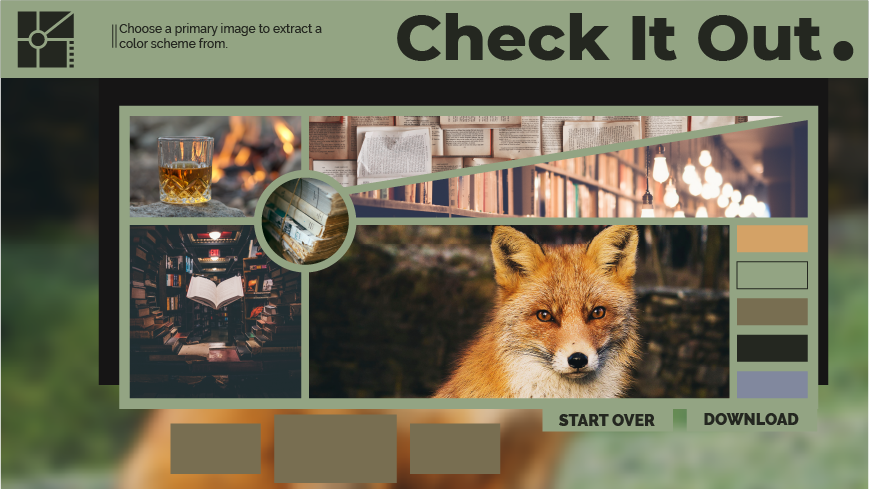 Choose a primary image to extract a
color scheme from.
Check It Out.
START OVER
DOWNLOAD